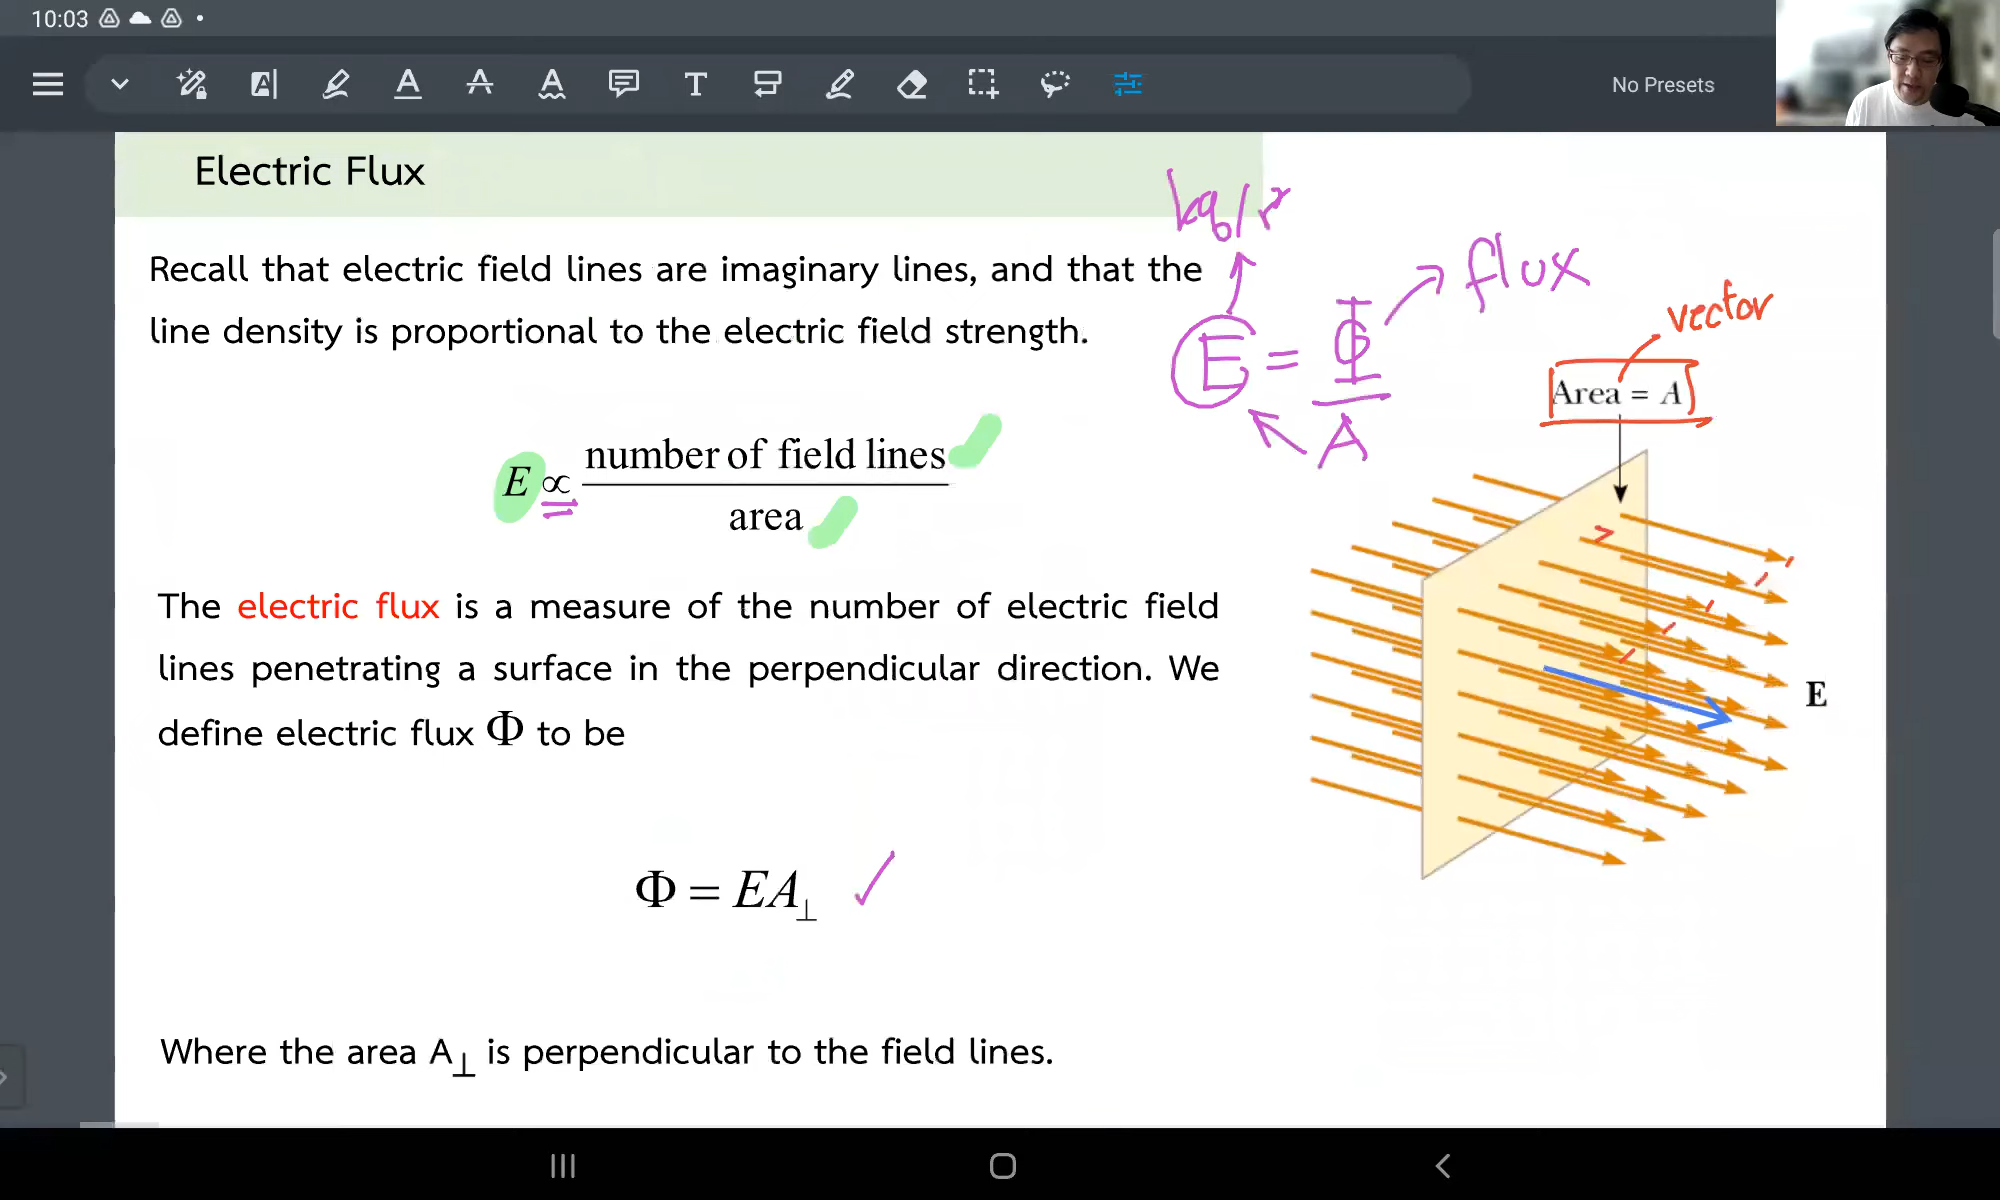 10:03
No Presets
Electric Flux
kq/r²
Recall that electric field lines are imaginary lines, and that the
line density is proportional to the electric field strength.
E = Φ/A
flux
vector
Area = A
E ∝ number of field lines / area
The electric flux is a measure of the number of electric field
lines penetrating a surface in the perpendicular direction. We
define electric flux Φ to be
E
Φ = EA⊥
Where the area A⊥ is perpendicular to the field lines.